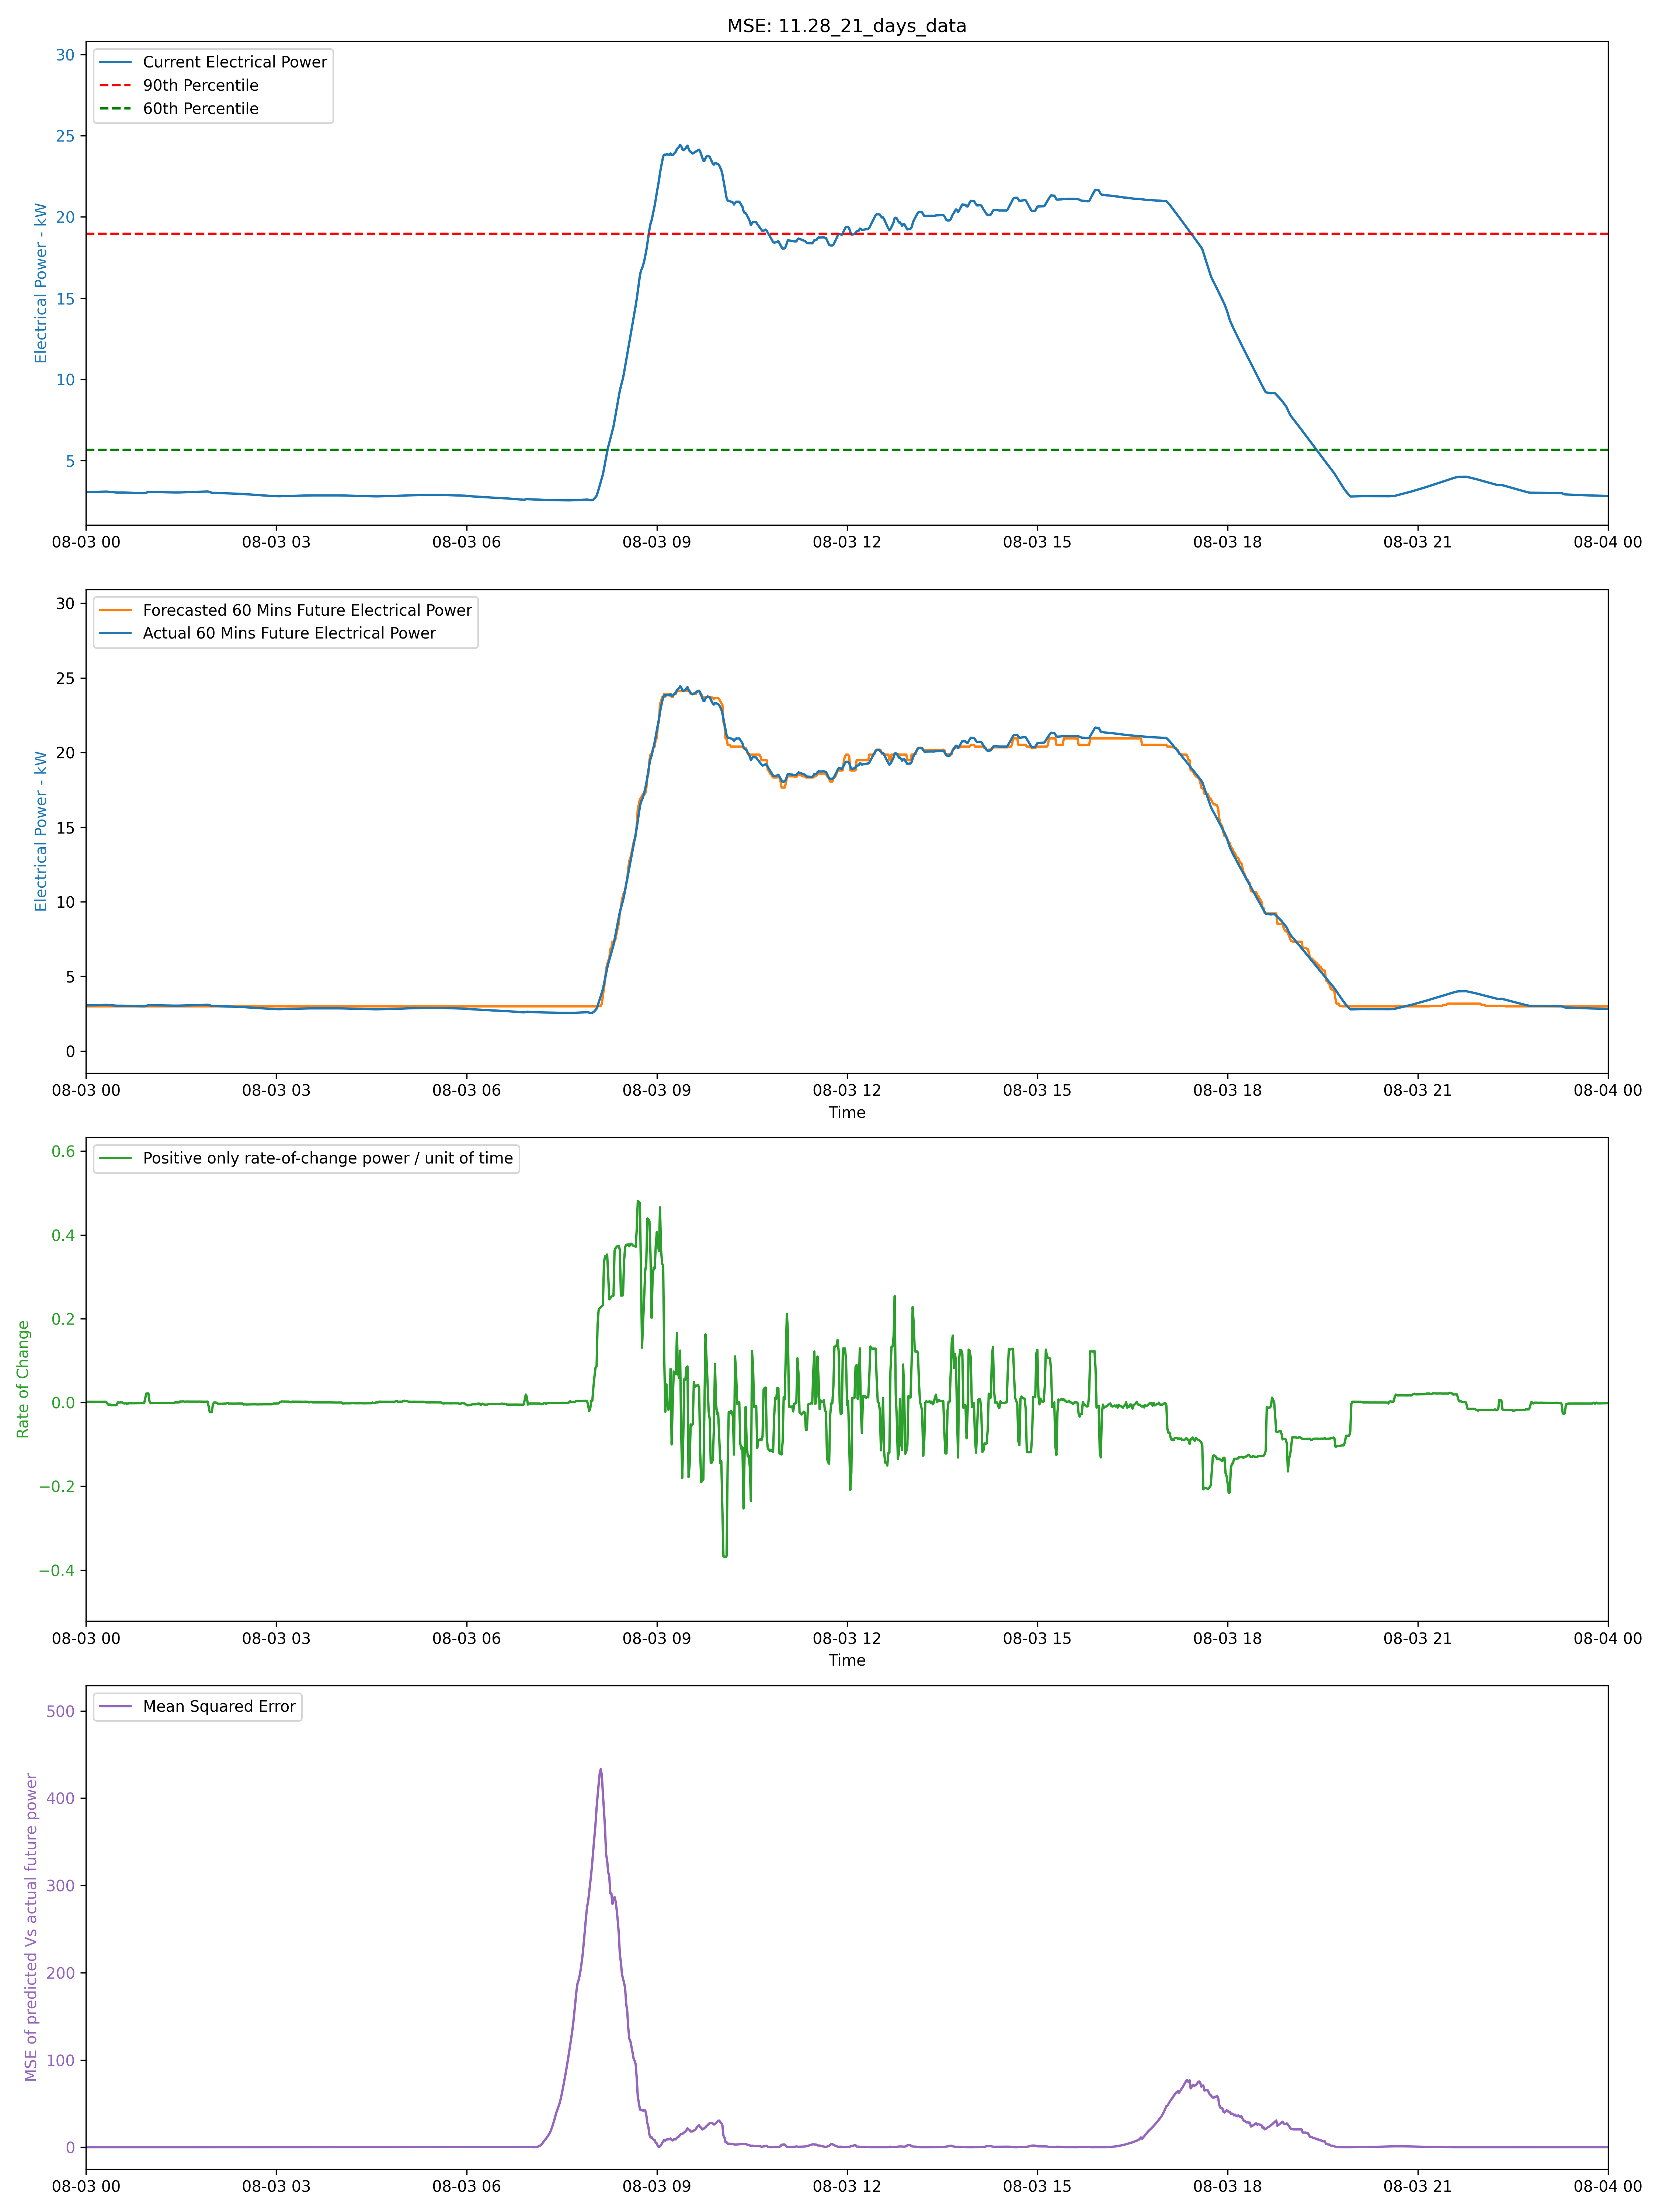 MSE: 11.28_21_days_data
30
25
20
15
10
5
Electrical Power - kW
Current Electrical Power
90th Percentile
60th Percentile
08-03 00 08-03 03 08-03 06 08-03 09 08-03 12 08-03 15 08-03 18 08-03 21 08-04 00
30
25
20
15
10
5
0
Electrical Power - kW
Forecasted 60 Mins Future Electrical Power
Actual 60 Mins Future Electrical Power
08-03 00 08-03 03 08-03 06 08-03 09 08-03 12 08-03 15 08-03 18 08-03 21 08-04 00
Time
0.6
0.4
0.2
0.0
−0.2
−0.4
Rate of Change
Positive only rate-of-change power / unit of time
08-03 00 08-03 03 08-03 06 08-03 09 08-03 12 08-03 15 08-03 18 08-03 21 08-04 00
Time
500
400
300
200
100
0
MSE of predicted Vs actual future power
Mean Squared Error
08-03 00 08-03 03 08-03 06 08-03 09 08-03 12 08-03 15 08-03 18 08-03 21 08-04 00